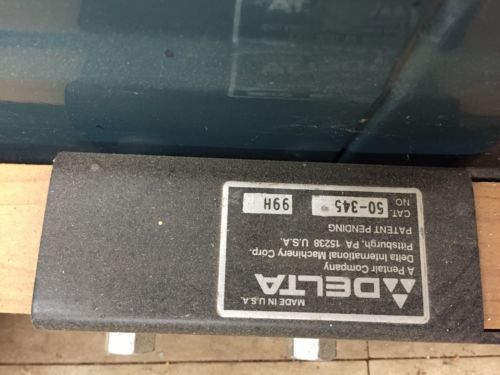 MADE IN U.S.A.
DELTA
A Pentair Company
Delta International Machinery Corp.
Pittsburgh, PA 15238 U.S.A.
PATENT PENDING
CAT. NO. 50-345 99H